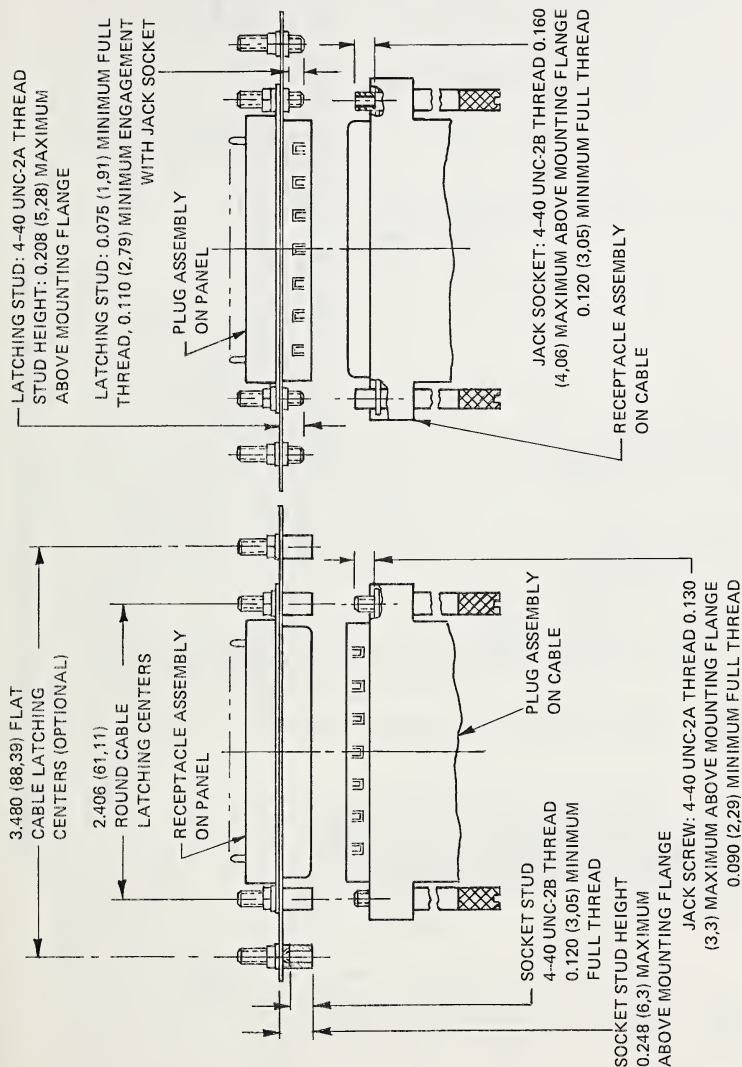 3.480 (88,39) FLAT
CABLE LATCHING
CENTERS (OPTIONAL)
2.406 (61,11)
ROUND CABLE
LATCHING CENTERS
RECEPTACLE ASSEMBLY
ON PANEL
SOCKET STUD
4-40 UNC-2B THREAD
0.120 (3,05) MINIMUM
FULL THREAD
SOCKET STUD HEIGHT
0.248 (6,3) MAXIMUM
ABOVE MOUNTING FLANGE
PLUG ASSEMBLY
ON CABLE
JACK SCREW: 4-40 UNC-2A THREAD 0.130
(3,3) MAXIMUM ABOVE MOUNTING FLANGE
0.090 (2,29) MINIMUM FULL THREAD
LATCHING STUD: 4-40 UNC-2A THREAD
STUD HEIGHT: 0.208 (5,28) MAXIMUM
ABOVE MOUNTING FLANGE
LATCHING STUD: 0.075 (1,91) MINIMUM FULL
THREAD, 0.110 (2,79) MINIMUM ENGAGEMENT
WITH JACK SOCKET
PLUG ASSEMBLY
ON PANEL
JACK SOCKET: 4-40 UNC-2B THREAD 0.160
(4,06) MAXIMUM ABOVE MOUNTING FLANGE
0.120 (3,05) MINIMUM FULL THREAD
RECEPTACLE ASSEMBLY
ON CABLE